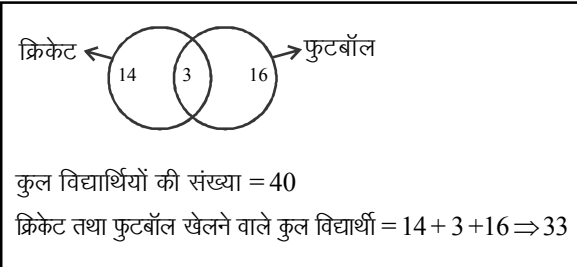 क्रिकेट
फुटबॉल
14 3 16
कुल विद्यार्थियों की संख्या = 40
क्रिकेट तथा फुटबॉल खेलने वाले कुल विद्यार्थी = 14 + 3 +16 ⇒ 33